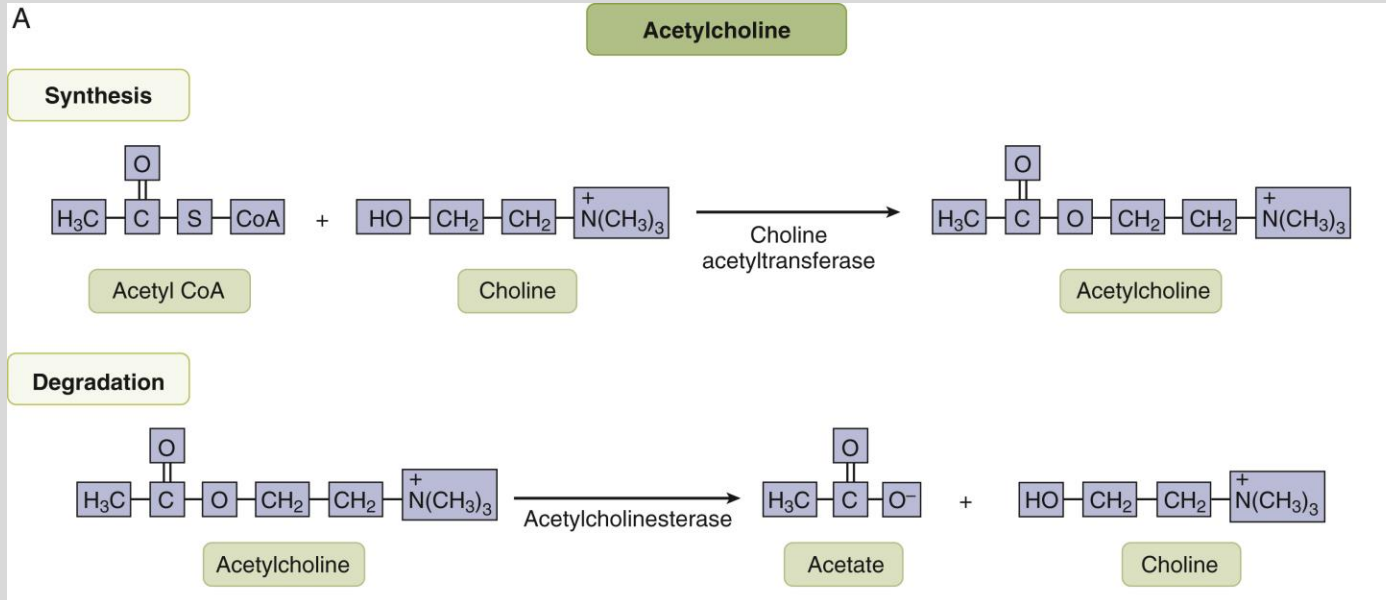 A
Acetylcholine
Synthesis
O
H₃C C S CoA + HO CH₂ CH₂ N⁺(CH₃)₃ Choline acetyltransferase H₃C C O CH₂ CH₂ N⁺(CH₃)₃
O
Acetyl CoA Choline Acetylcholine
Degradation
O O
H₃C C O CH₂ CH₂ N⁺(CH₃)₃ Acetylcholinesterase H₃C C O⁻ + HO CH₂ CH₂ N⁺(CH₃)₃
Acetylcholine Acetate Choline